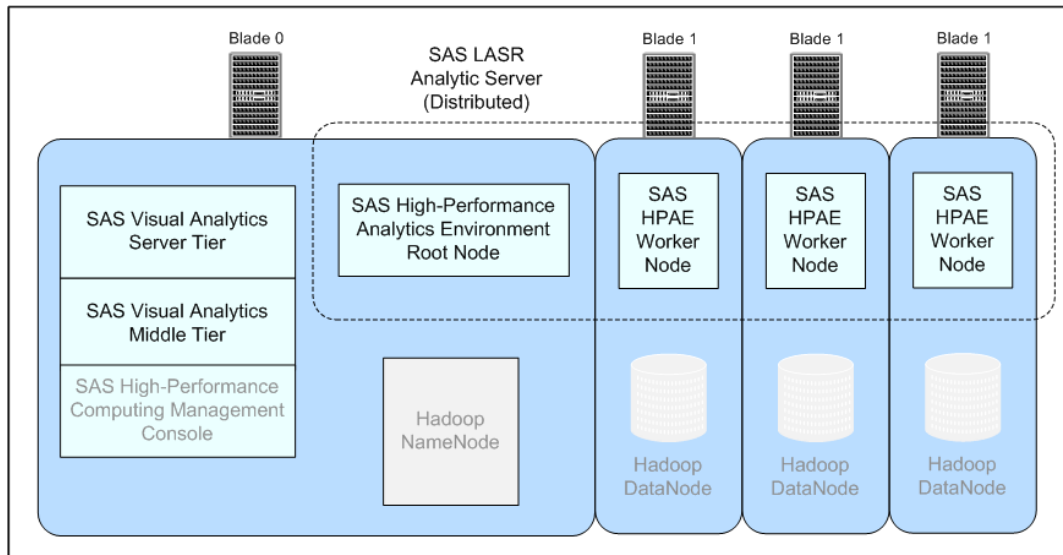 Blade 0
SAS LASR
Analytic Server
(Distributed)
Blade 1
Blade 1
Blade 1
SAS Visual Analytics
Server Tier
SAS Visual Analytics
Middle Tier
SAS High-Performance
Computing Management
Console
SAS High-Performance
Analytics Environment
Root Node
Hadoop
NameNode
SAS
HPAE
Worker
Node
SAS
HPAE
Worker
Node
SAS
HPAE
Worker
Node
Hadoop
DataNode
Hadoop
DataNode
Hadoop
DataNode